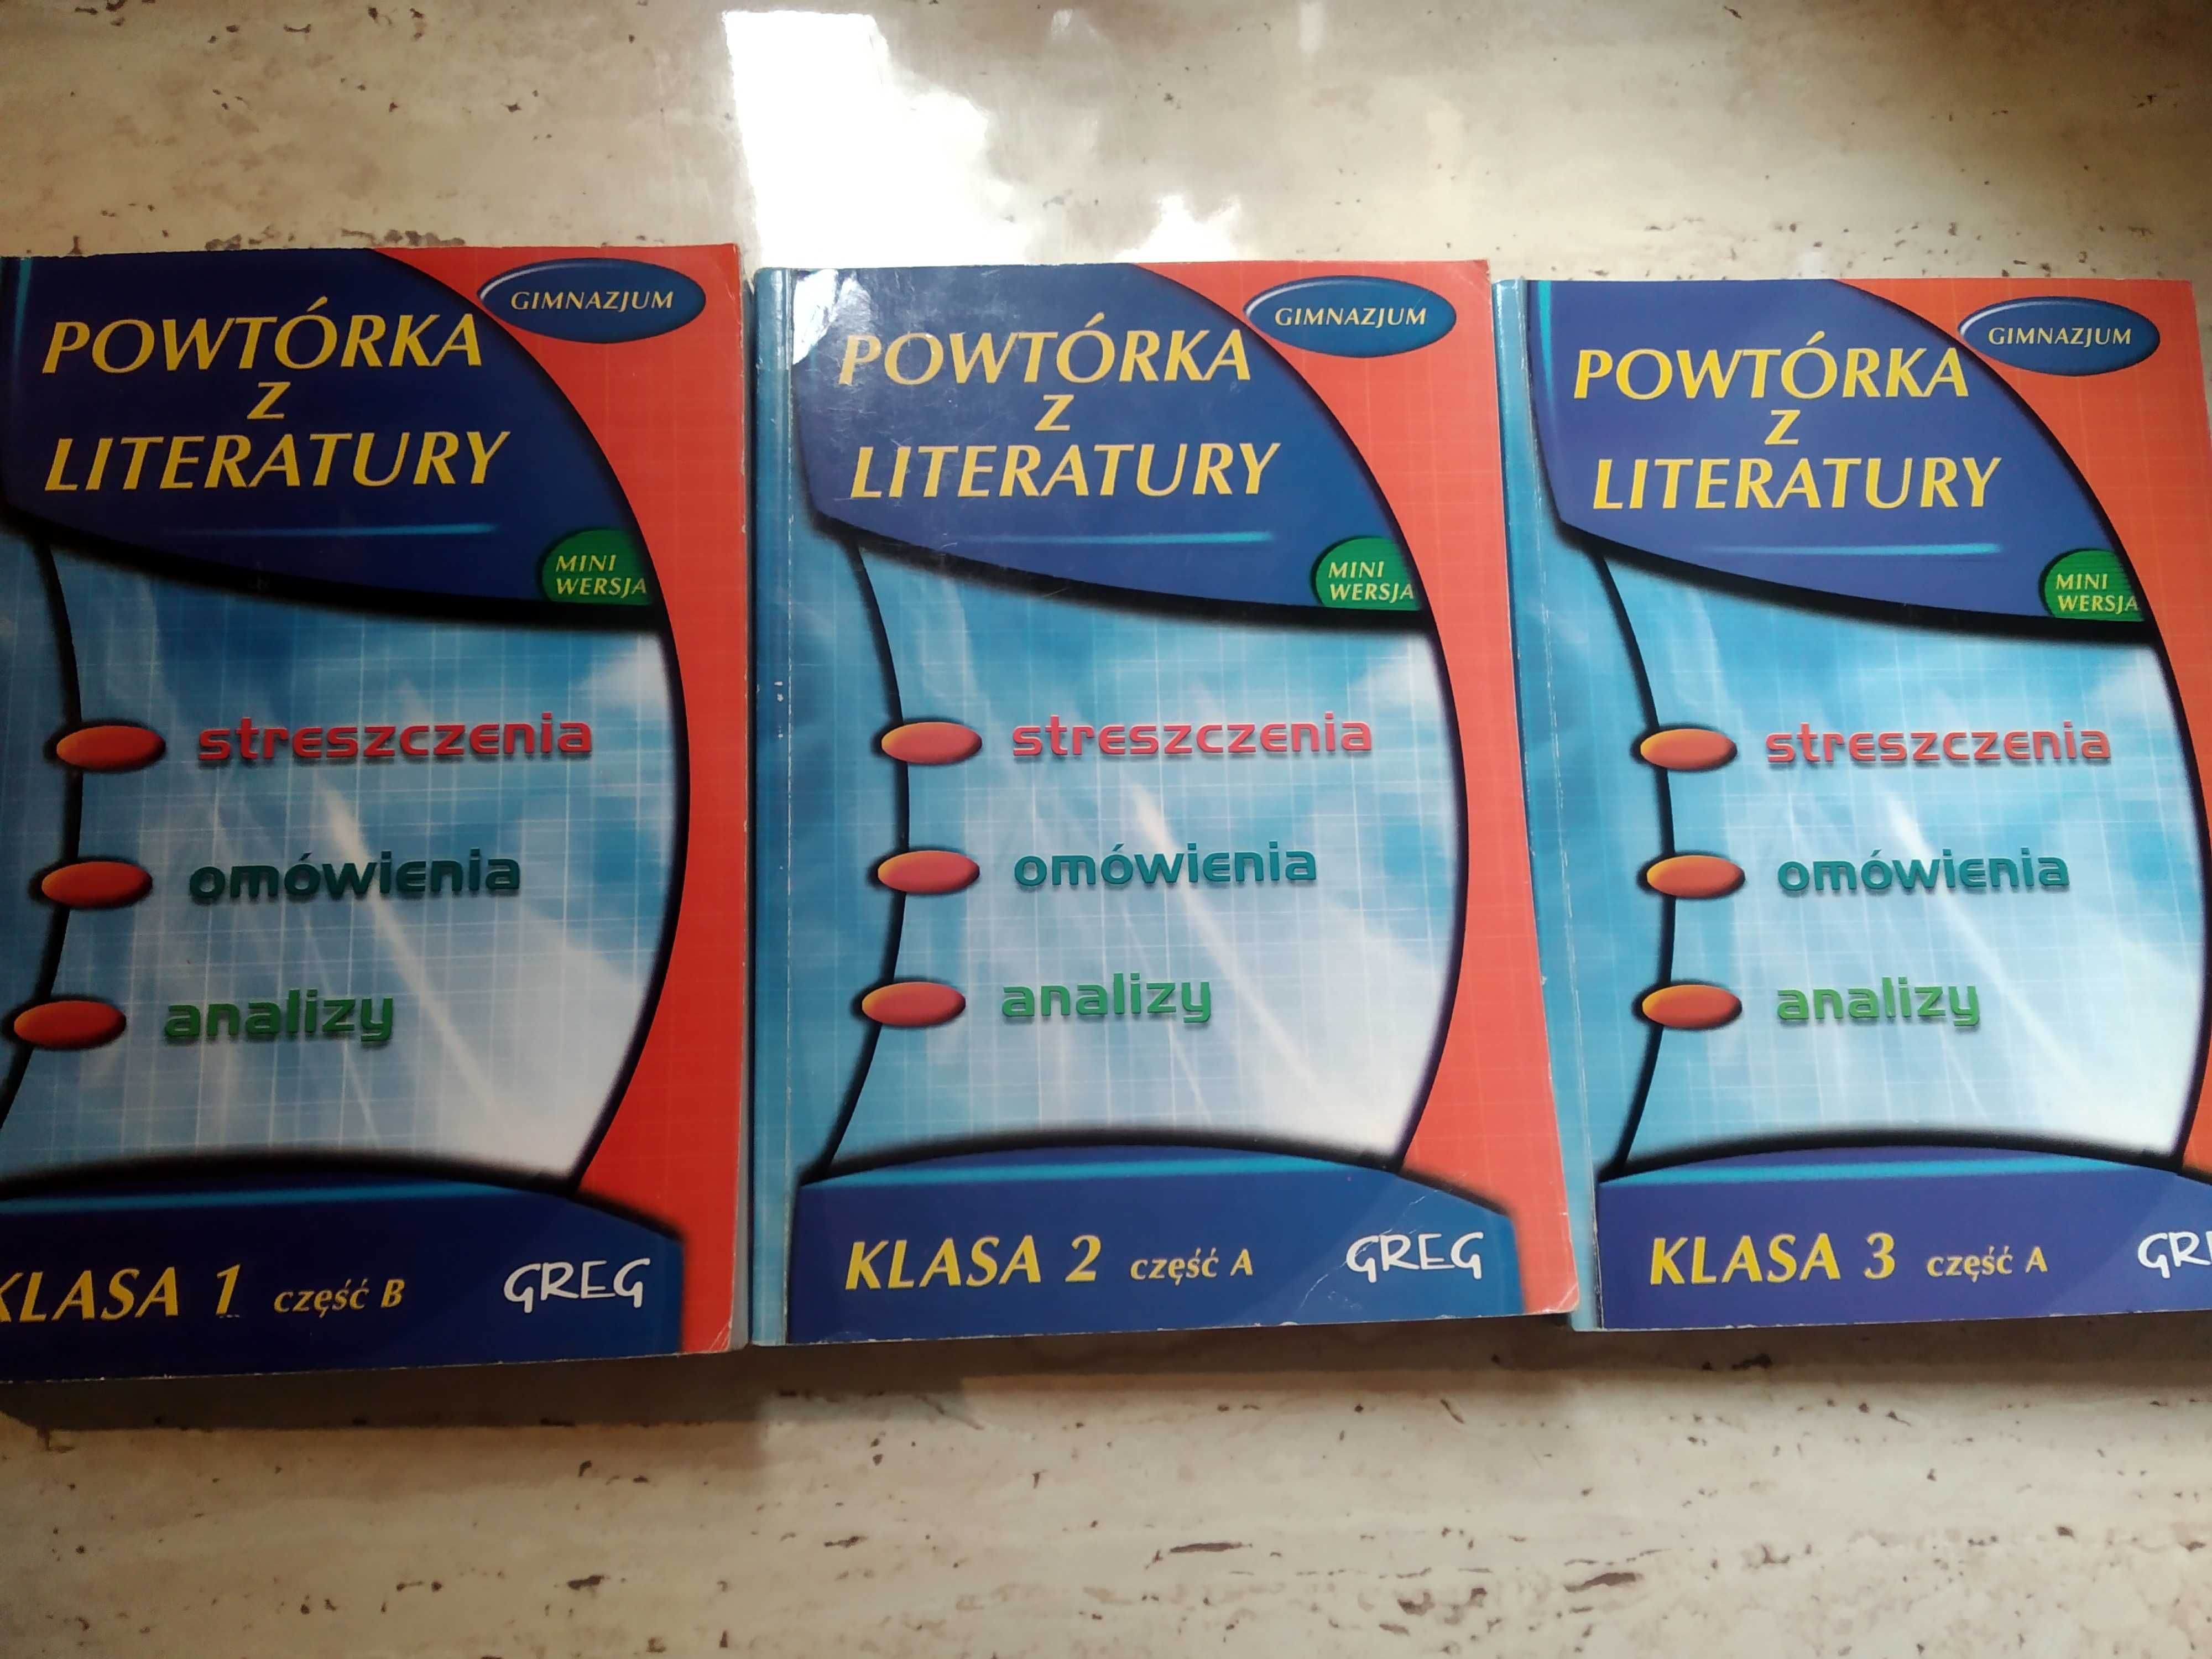 GIMNAZJUM
POWTÓRKA
Z
LITERATURY
MINI
WERSJA
streszczenia
omówienia
analizy
KLASA 1 część B
GREG
GIMNAZJUM
POWTÓRKA
Z
LITERATURY
MINI
WERSJA
streszczenia
omówienia
analizy
KLASA 2 część A
GREG
GIMNAZJUM
POWTÓRKA
Z
LITERATURY
MINI
WERSJA
streszczenia
omówienia
analizy
KLASA 3 część A
GRE